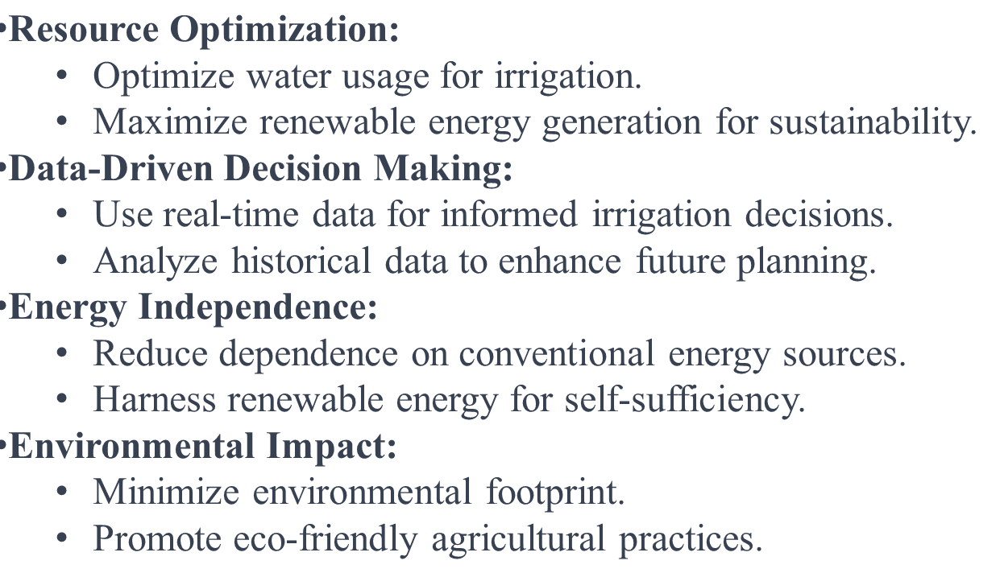 •Resource Optimization:
• Optimize water usage for irrigation.
• Maximize renewable energy generation for sustainability.
•Data-Driven Decision Making:
• Use real-time data for informed irrigation decisions.
• Analyze historical data to enhance future planning.
•Energy Independence:
• Reduce dependence on conventional energy sources.
• Harness renewable energy for self-sufficiency.
•Environmental Impact:
• Minimize environmental footprint.
• Promote eco-friendly agricultural practices.